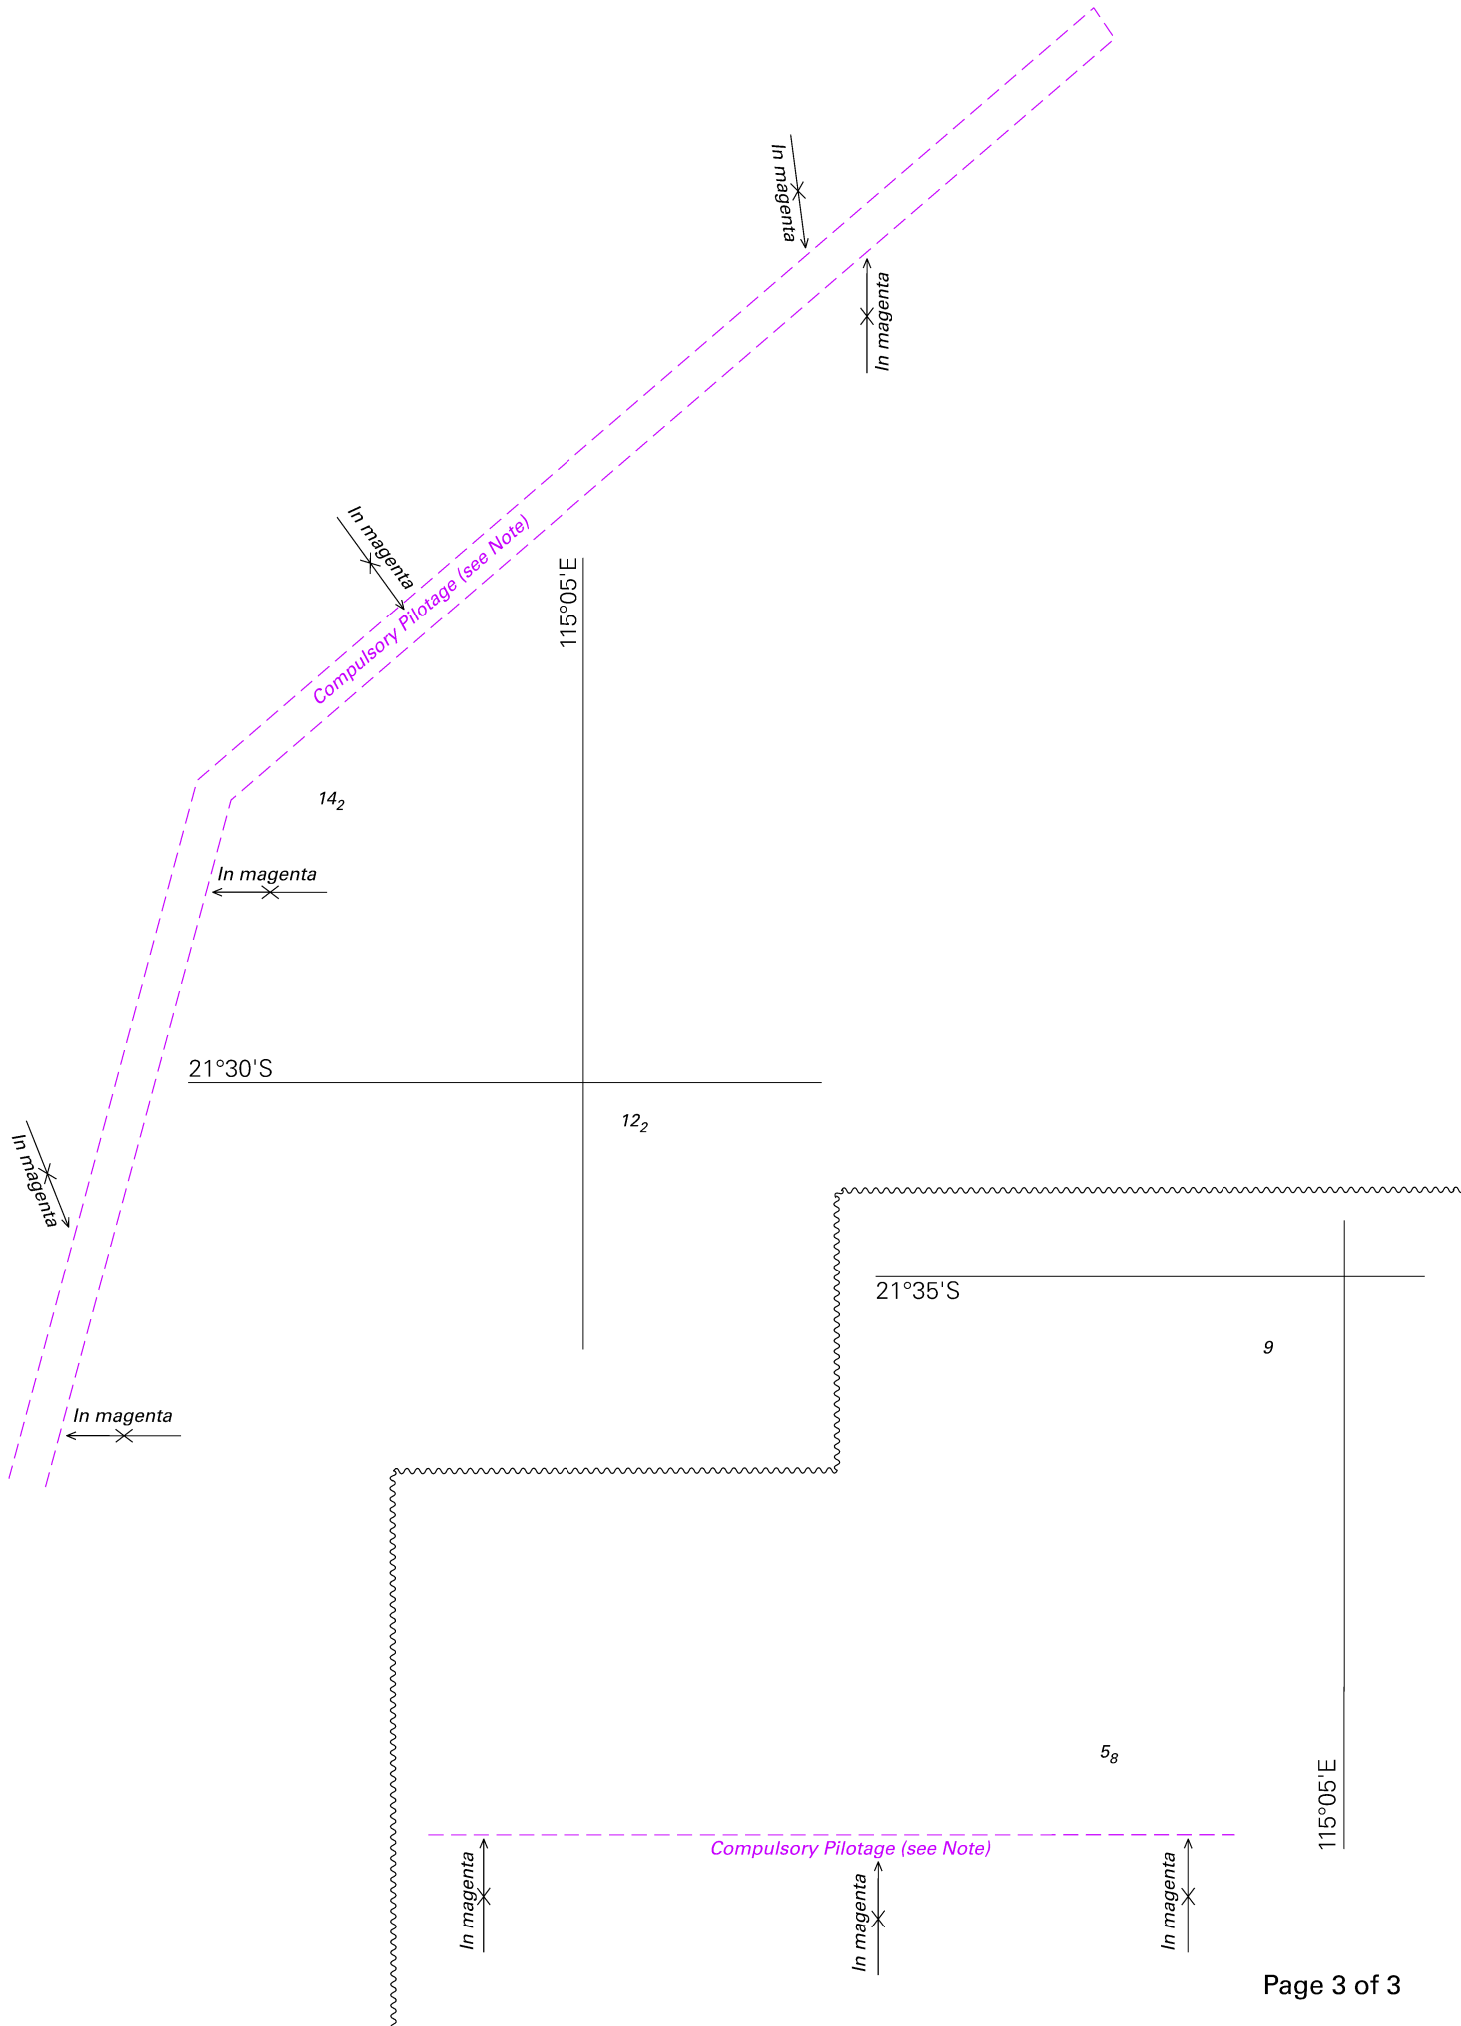 In magenta
In magenta
In magenta
Compulsory Pilotage (see Note)
115°05'E
14₂
In magenta
21°30'S
12₂
In magenta
In magenta
21°35'S
9
5₈
115°05'E
Compulsory Pilotage (see Note)
In magenta
In magenta
In magenta
Page 3 of 3